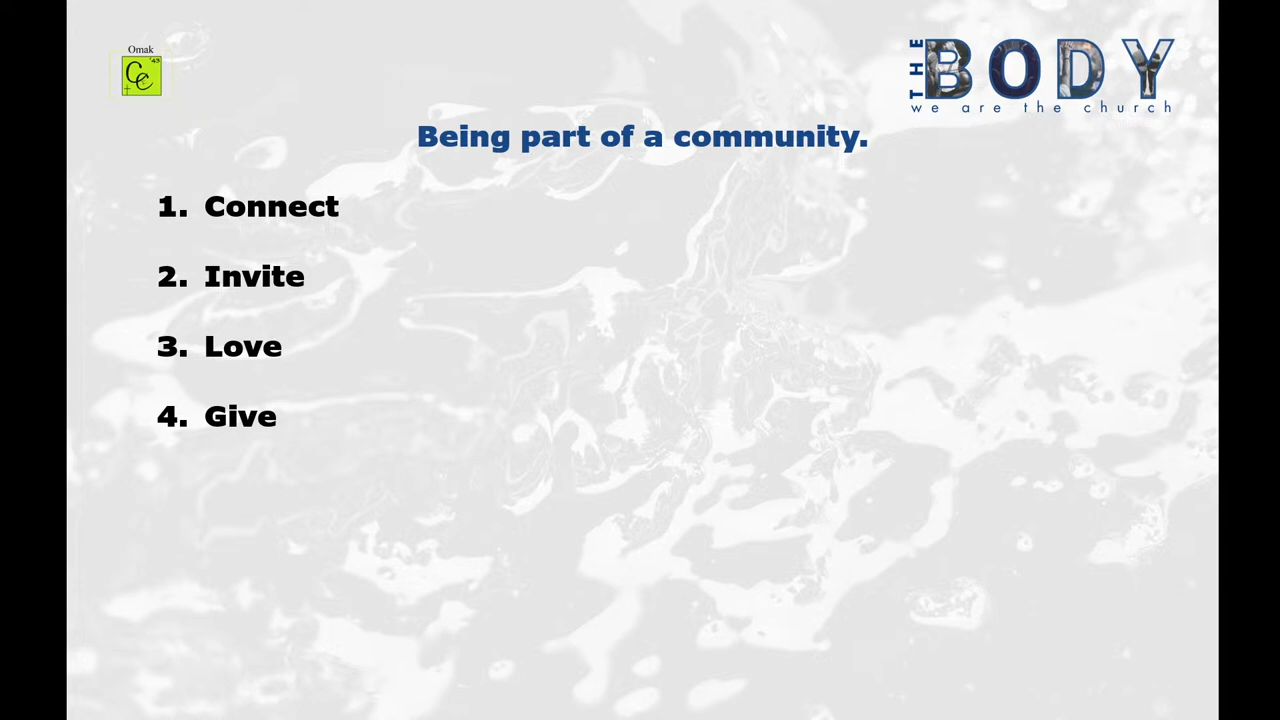 Omak
CC '43
THE BODY
we are the church
Being part of a community.
1. Connect
2. Invite
3. Love
4. Give